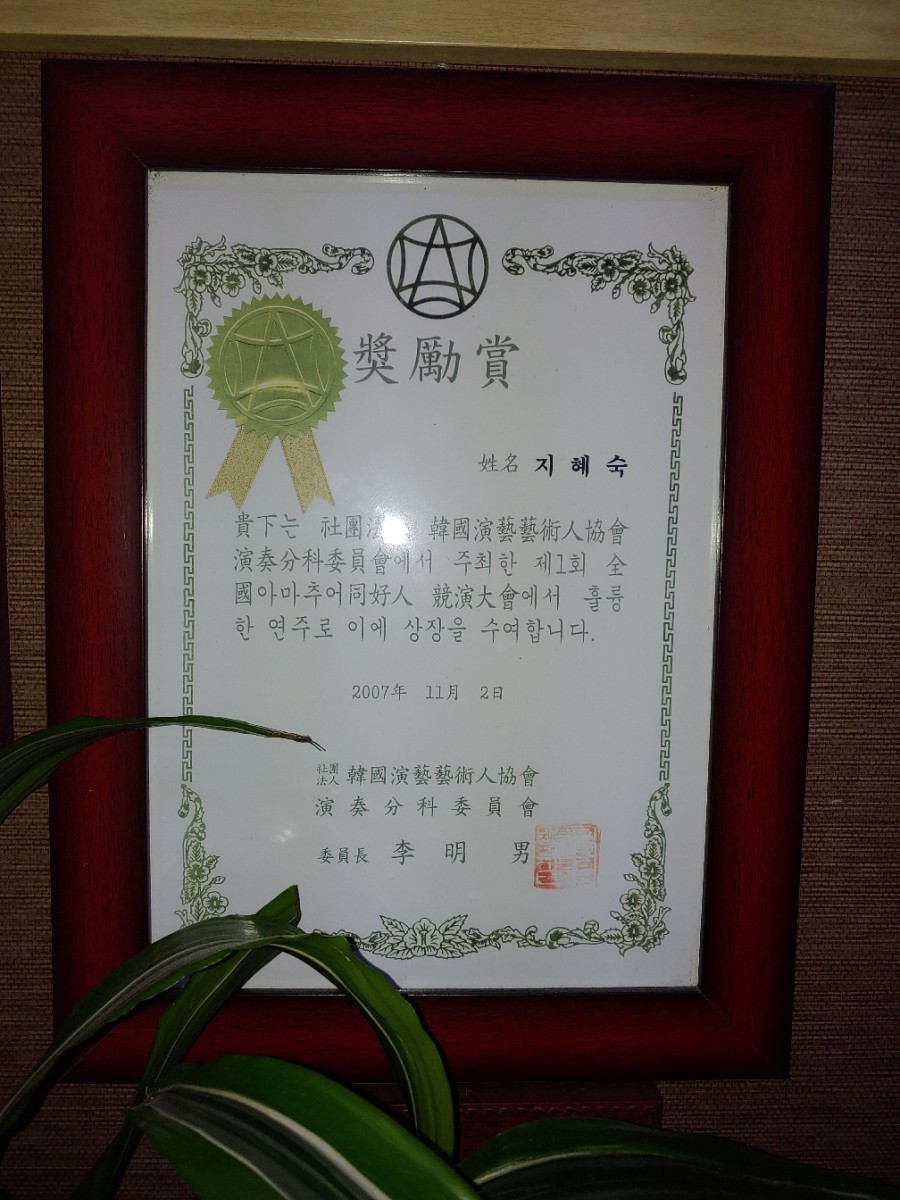 獎勵賞
姓名 지혜숙
貴下는 社團法 韓國演藝藝術人協會
演奏分科委員會에서 주최한 제1회 全
國아마추어同好人 競演大會에서 훌륭
한 연주로 이에 상장을 수여합니다.
2007年 11月 2日
社團法人 韓國演藝藝術人協會
演奏分科委員會
委員長 李明男